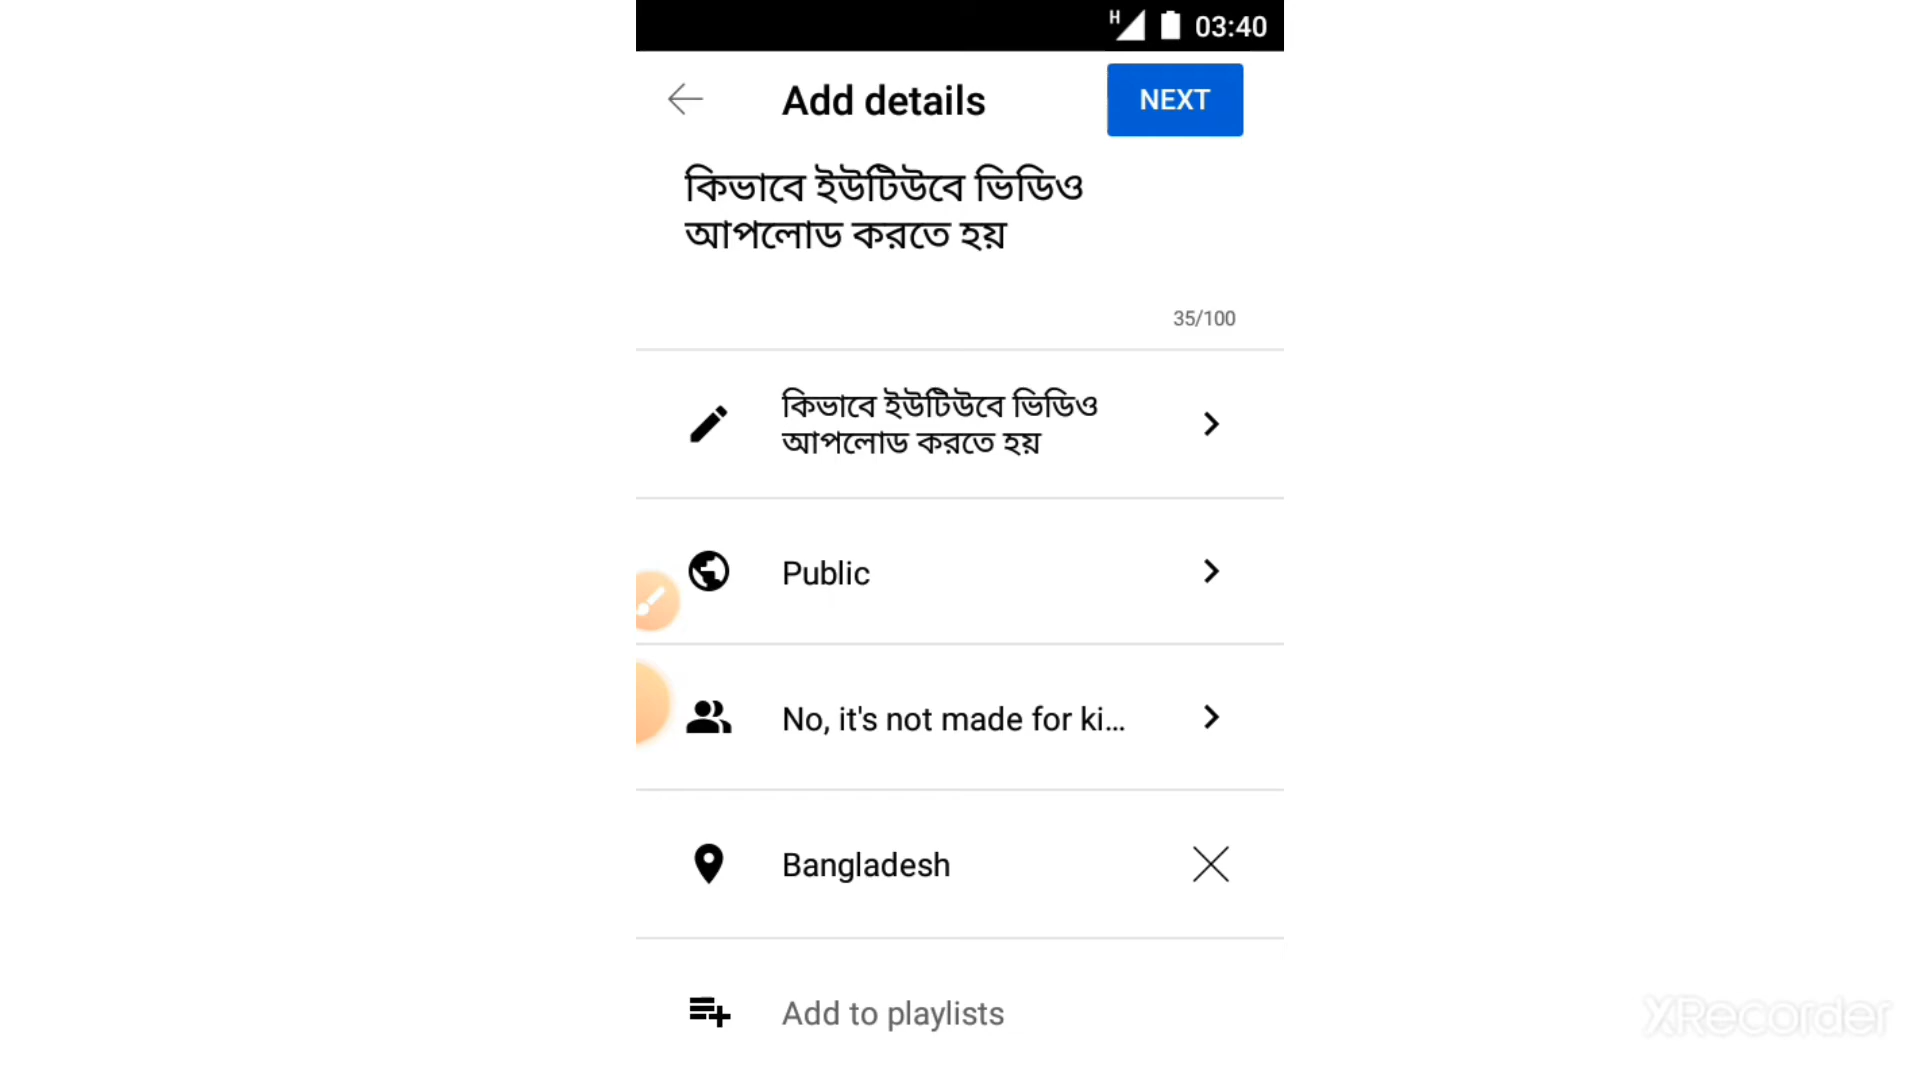 H 03:40
Add details
NEXT
কিভাবে ইউটিউবে ভিডিও
আপলোড করতে হয়
35/100
কিভাবে ইউটিউবে ভিডিও
আপলোড করতে হয়
Public
No, it's not made for ki...
Bangladesh
Add to playlists
XRecorder